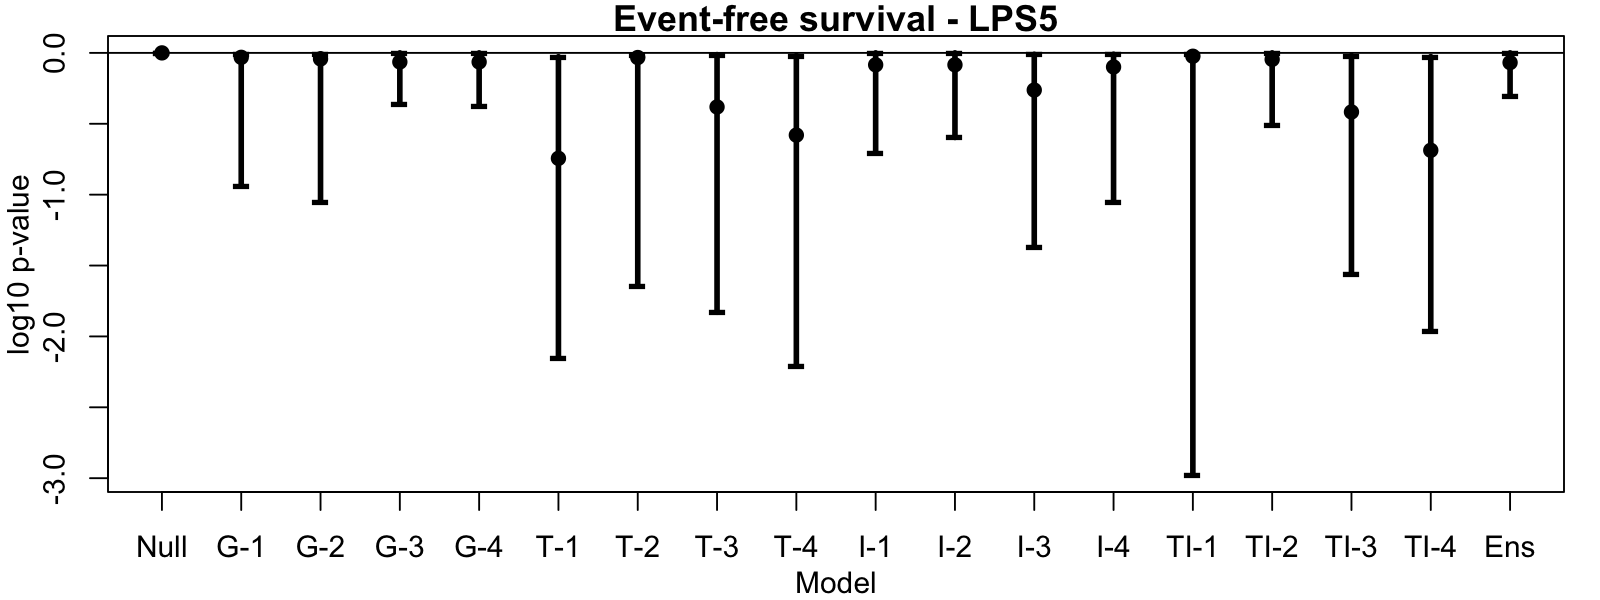 Event-free survival - LPS5
log10 p-value
0.0
-1.0
-2.0
-3.0
Null G-1 G-2 G-3 G-4 T-1 T-2 T-3 T-4 I-1 I-2 I-3 I-4 TI-1 TI-2 TI-3 TI-4 Ens
Model